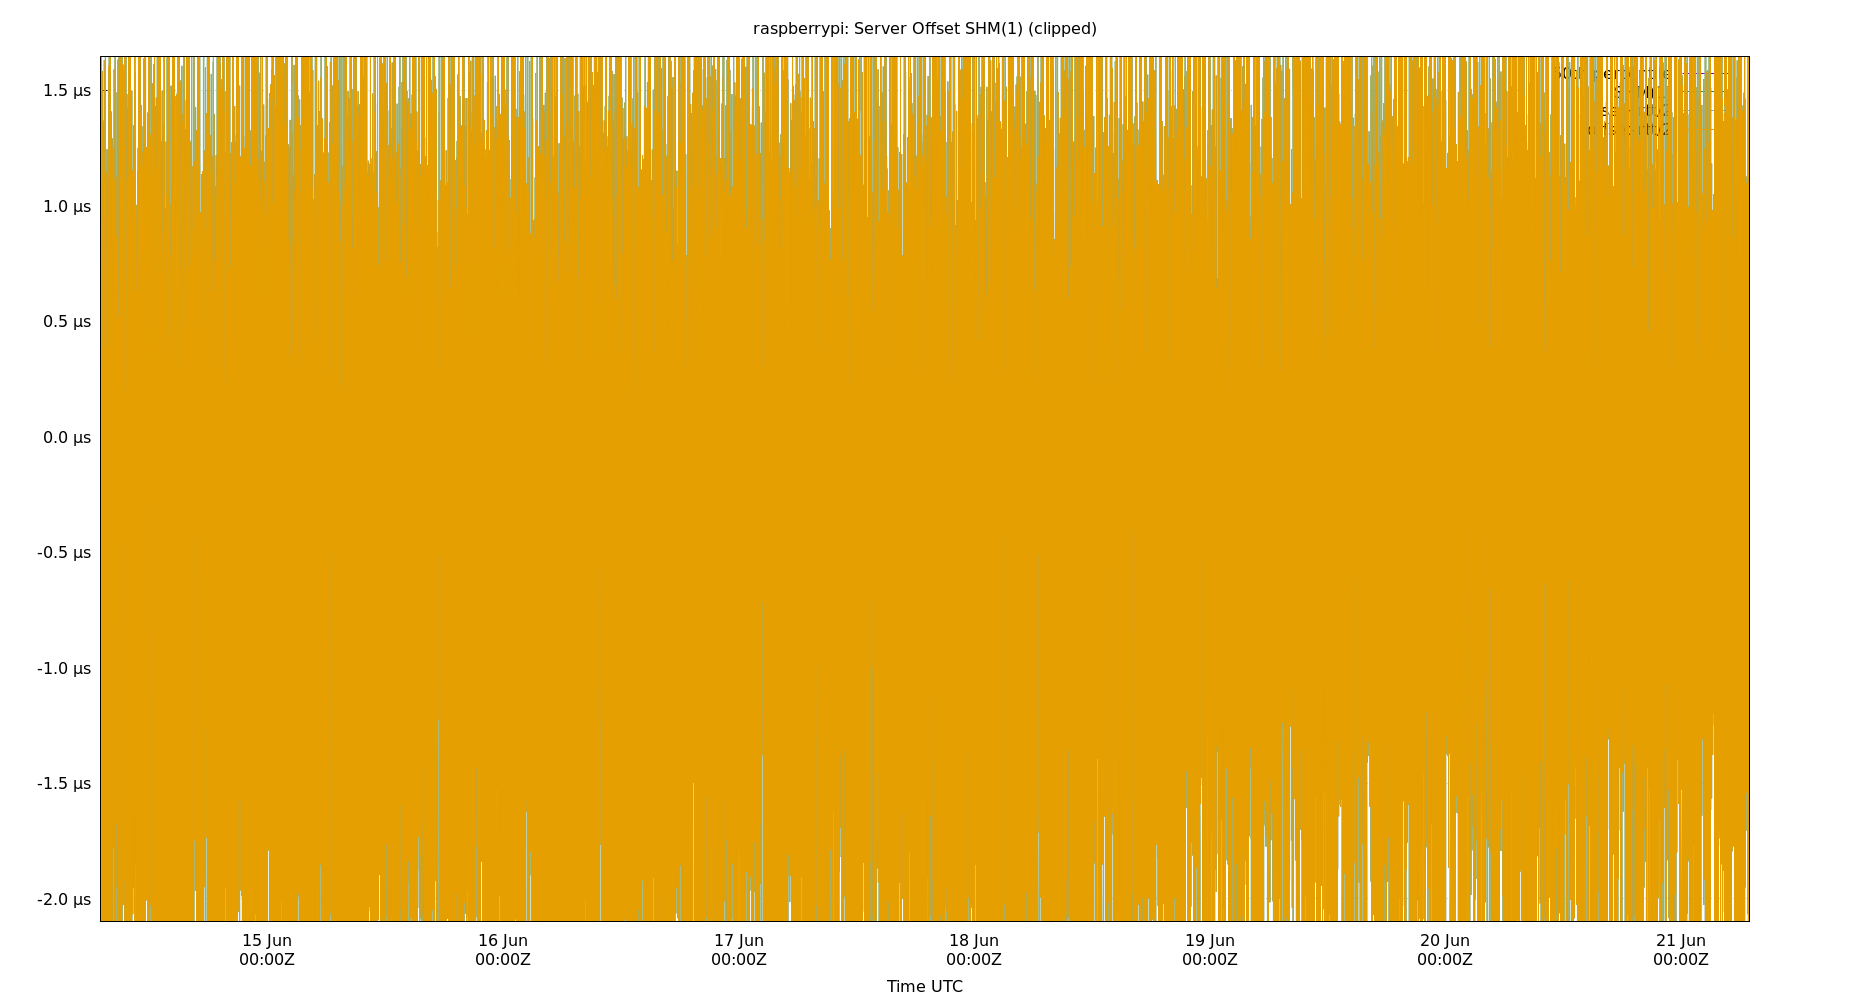 raspberrypi: Server Offset SHM(1) (clipped)
1.5 µs
1.0 µs
0.5 µs
0.0 µs
-0.5 µs
-1.0 µs
-1.5 µs
-2.0 µs
15 Jun 16 Jun 17 Jun 18 Jun 19 Jun 20 Jun 21 Jun
00:00Z 00:00Z 00:00Z 00:00Z 00:00Z 00:00Z 00:00Z
Time UTC